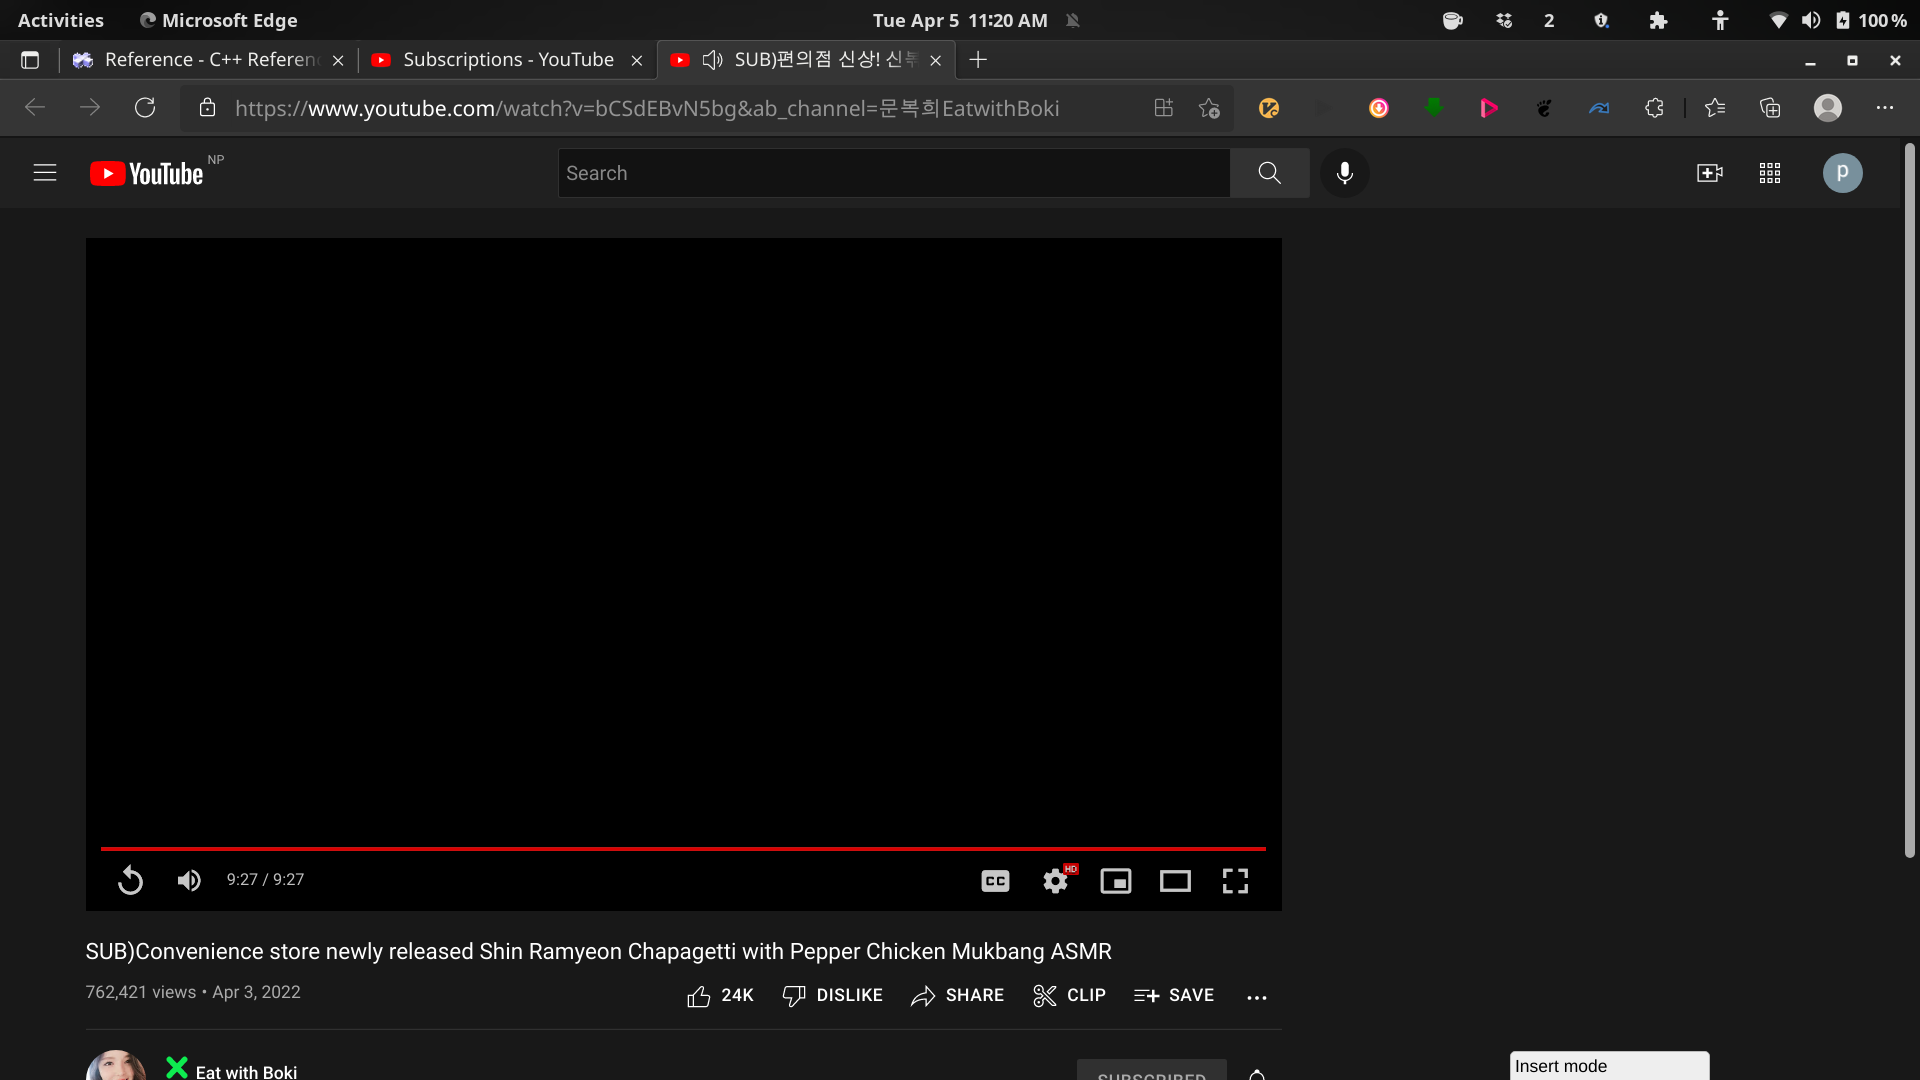 Activities Microsoft Edge Tue Apr 5 11:20 AM 2 100 %
Reference - C++ Referen Subscriptions - YouTube SUB)편의점 신상! 신
https://www.youtube.com/watch?v=bCSdEBvN5bg&ab_channel=문복희EatwithBoki
YouTube NP Search p
9:27 / 9:27 CC HD
SUB)Convenience store newly released Shin Ramyeon Chapagetti with Pepper Chicken Mukbang ASMR
762,421 views • Apr 3, 2022 24K DISLIKE SHARE CLIP SAVE
Eat with Boki SUBSCRIBED
Insert mode